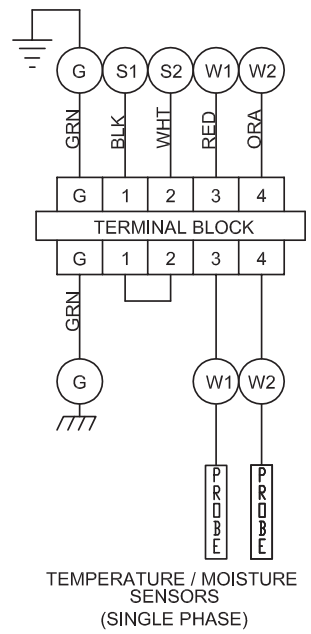 G S1 S2 W1 W2
GRN BLK WHT RED ORA
G 1 2 3 4
TERMINAL BLOCK
G 1 2 3 4
GRN
G W1 W2
PROBE PROBE
TEMPERATURE / MOISTURE
SENSORS
(SINGLE PHASE)